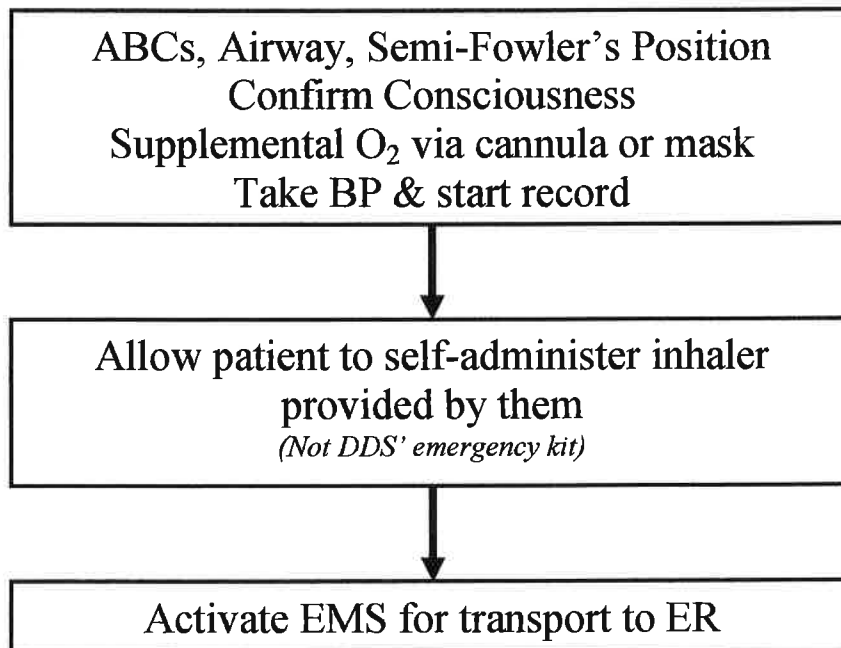 ABCs, Airway, Semi-Fowler's Position
Confirm Consciousness
Supplemental O₂ via cannula or mask
Take BP & start record
Allow patient to self-administer inhaler
provided by them
(Not DDS' emergency kit)
Activate EMS for transport to ER